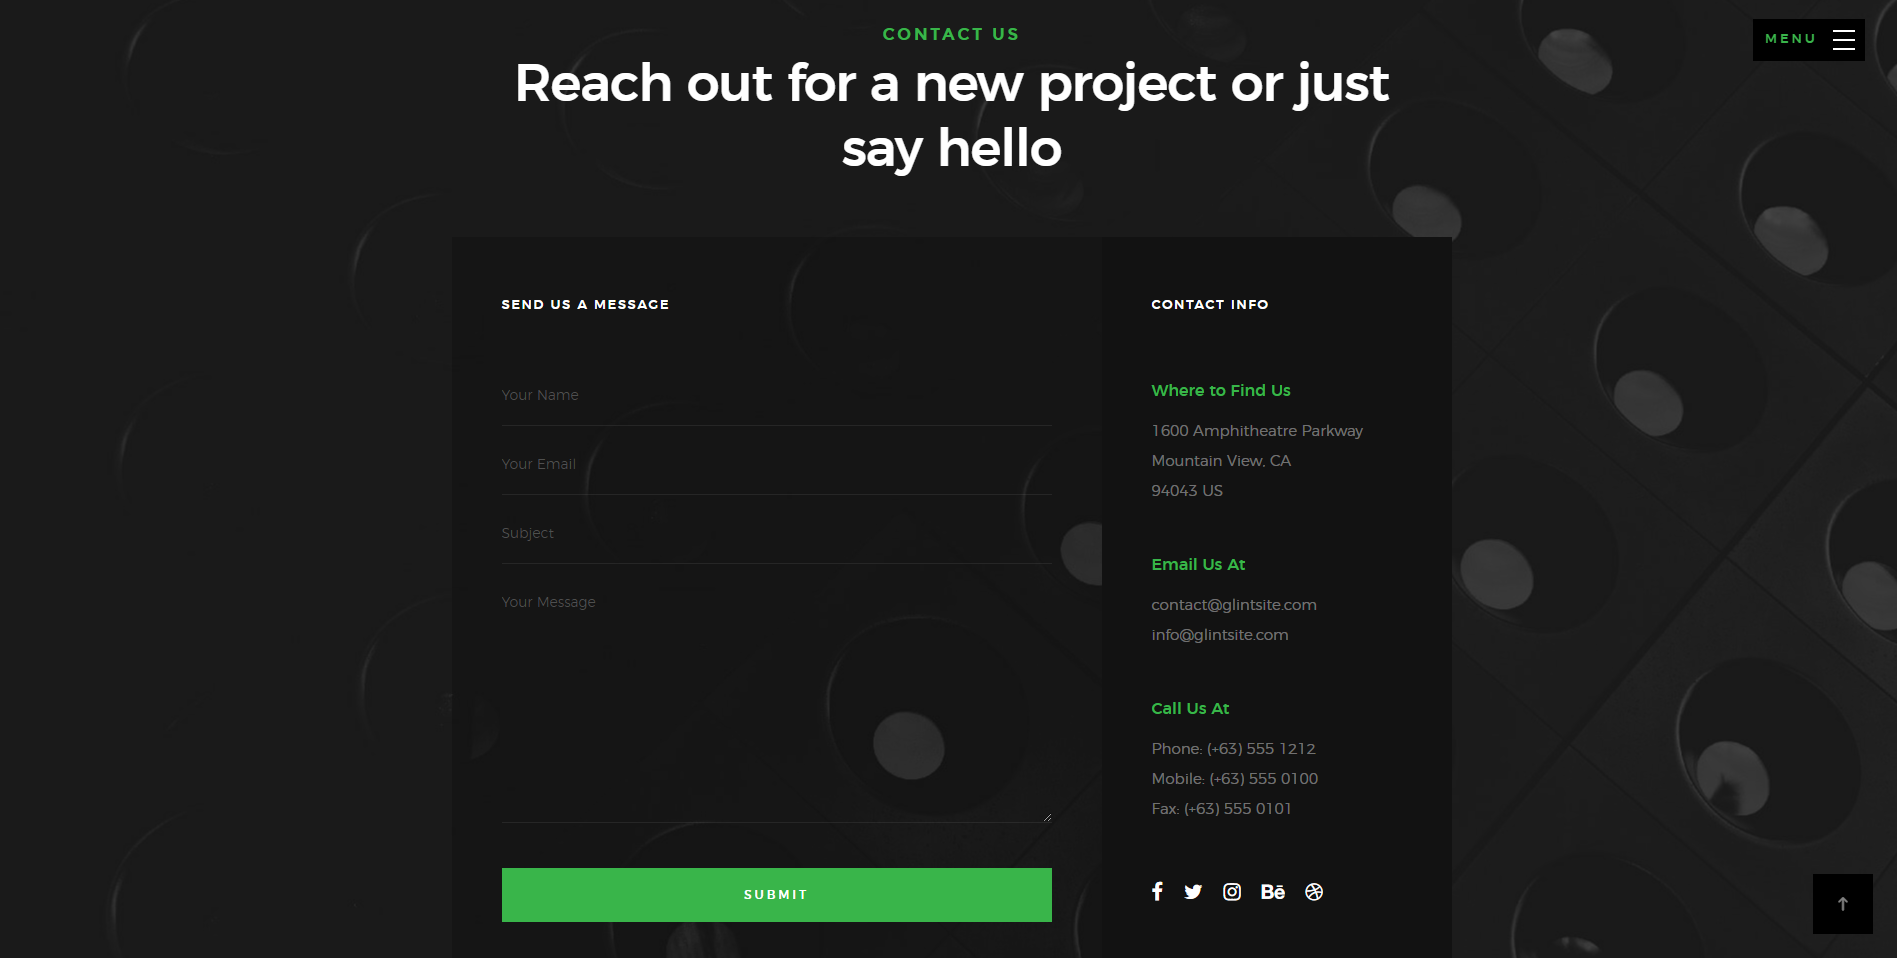 CONTACT US
MENU
Reach out for a new project or just
say hello
SEND US A MESSAGE
Your Name
Your Email
Subject
Your Message
SUBMIT
CONTACT INFO
Where to Find Us
1600 Amphitheatre Parkway
Mountain View, CA
94043 US
Email Us At
contact@glintsite.com
info@glintsite.com
Call Us At
Phone: (+63) 555 1212
Mobile: (+63) 555 0100
Fax: (+63) 555 0101
Bē